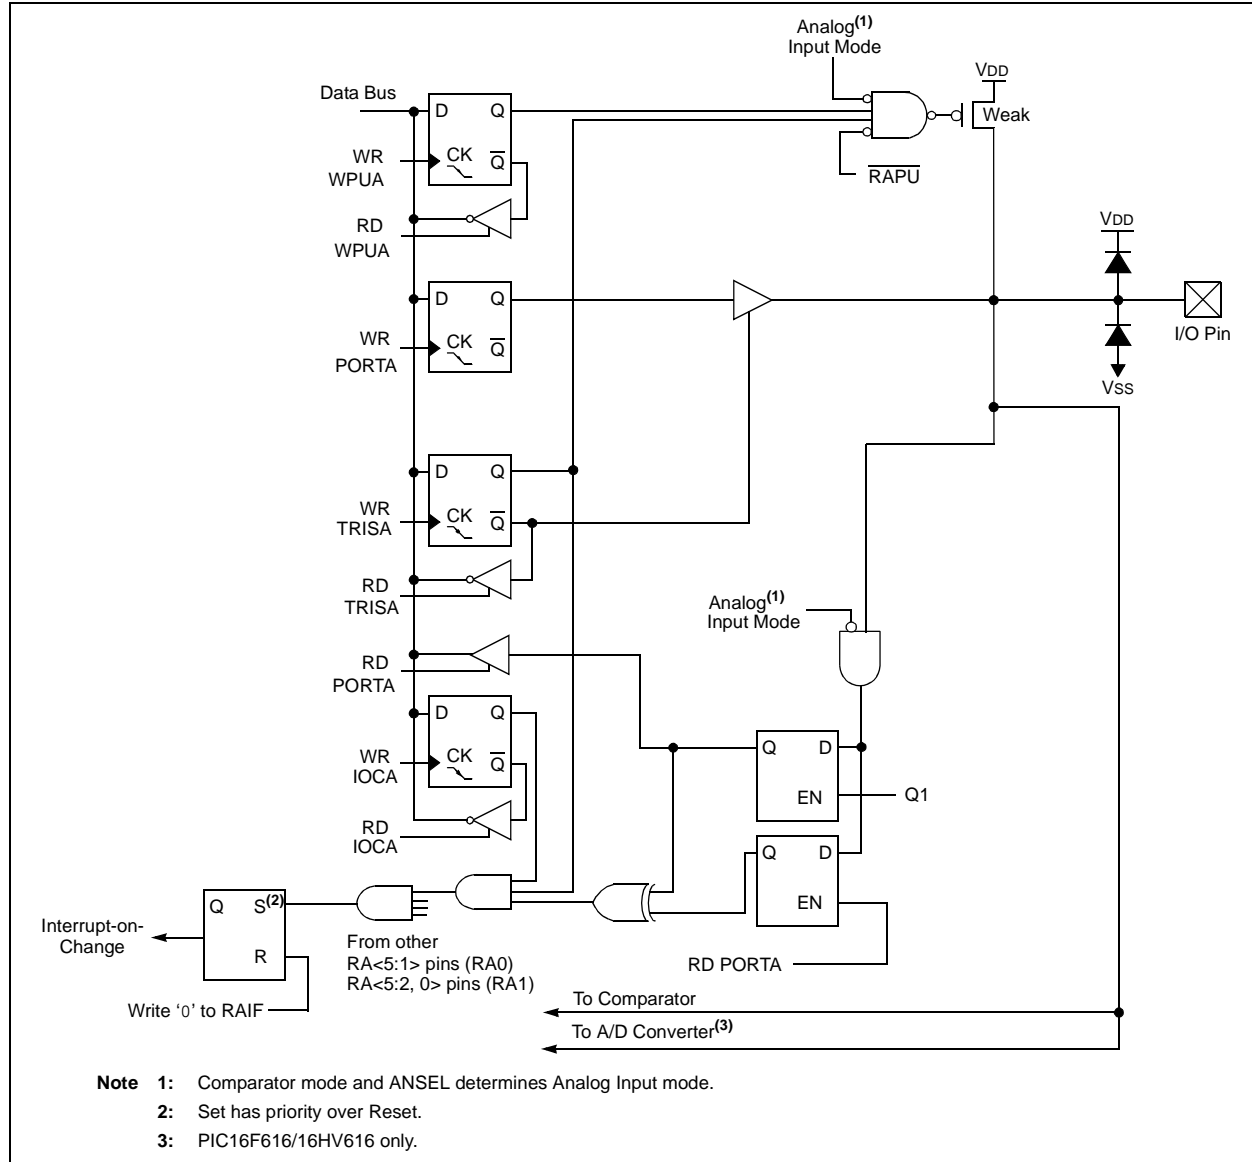 Analog(1)
Input Mode
VDD
Data Bus
D Q
Weak
WR
WPUA
CK Q
RAPU
RD
WPUA
VDD
D Q
WR
PORTA
CK Q
I/O Pin
VSS
D Q
WR
TRISA
CK Q
RD
TRISA
Analog(1)
Input Mode
RD
PORTA
D Q
Q D
WR
IOCA
CK Q
EN
Q1
RD
IOCA
Q D
EN
Q S(2)
R
Interrupt-on-
Change
From other
RA<5:1> pins (RA0)
RA<5:2, 0> pins (RA1)
RD PORTA
Write ‘0’ to RAIF
To Comparator
To A/D Converter(3)
Note 1: Comparator mode and ANSEL determines Analog Input mode.
2: Set has priority over Reset.
3: PIC16F616/16HV616 only.